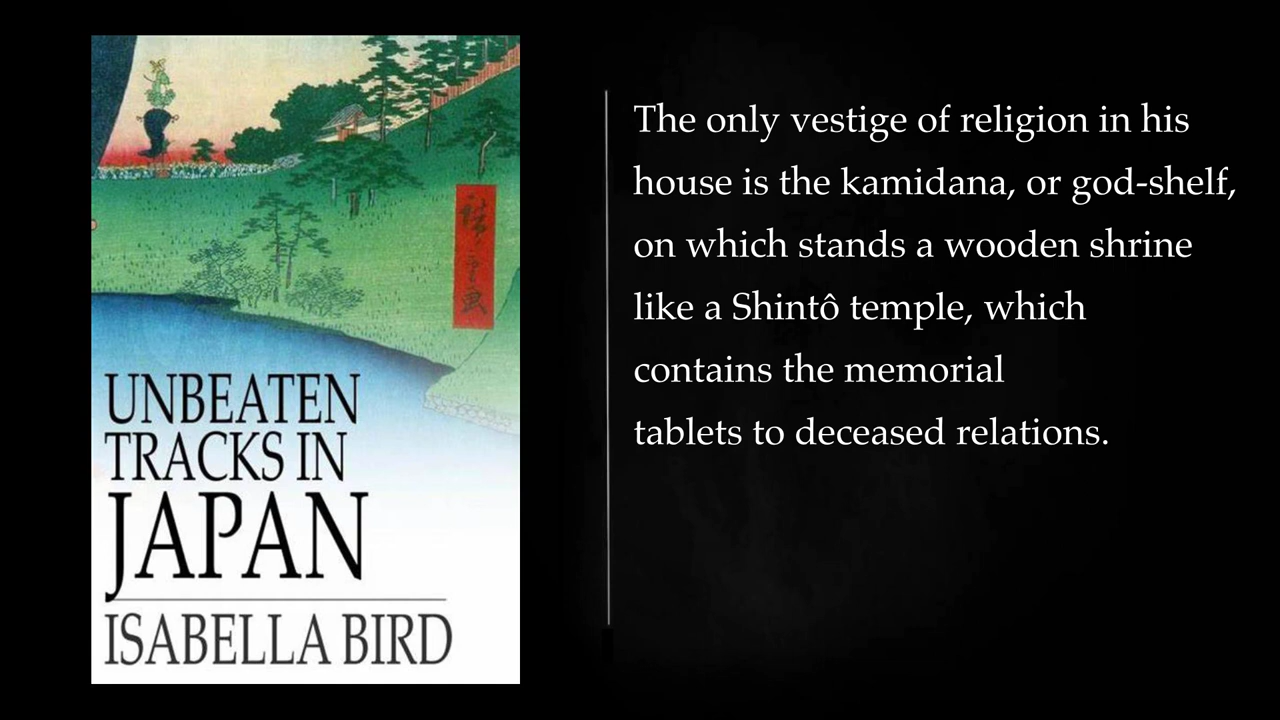 UNBEATEN
TRACKS IN
JAPAN
ISABELLA BIRD
The only vestige of religion in his
house is the kamidana, or god-shelf,
on which stands a wooden shrine
like a Shintô temple, which
contains the memorial
tablets to deceased relations.